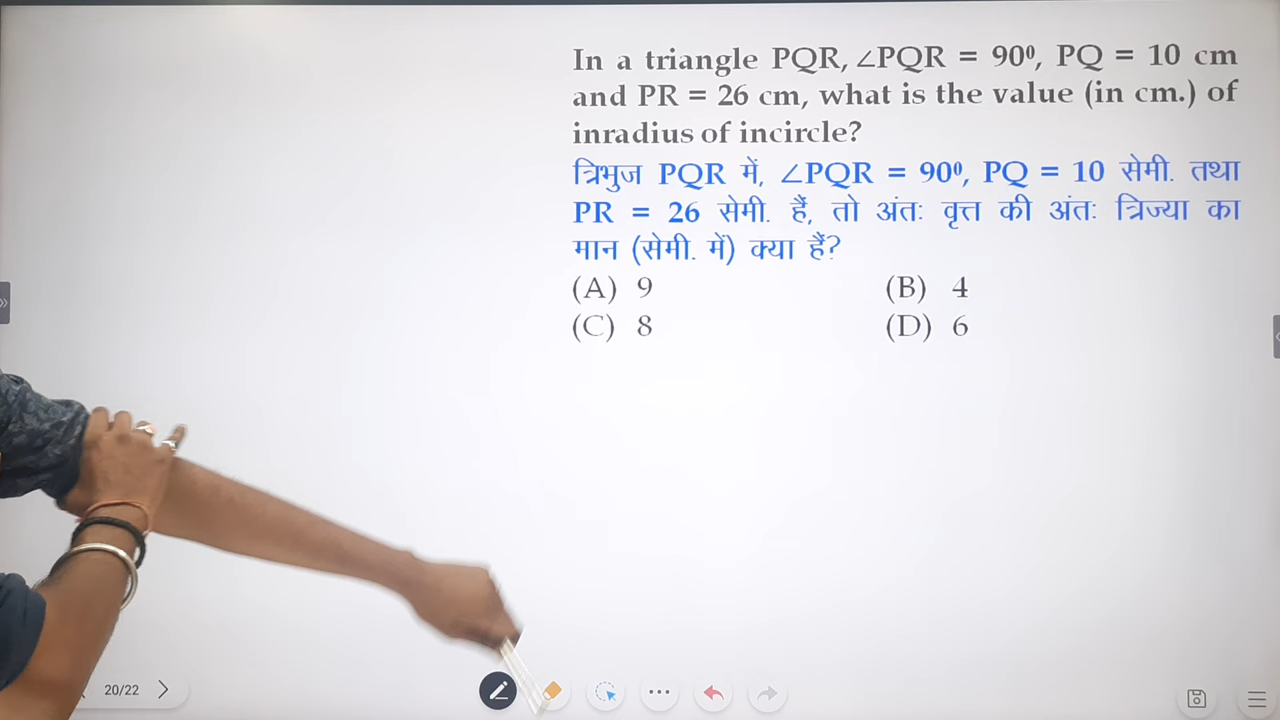 In a triangle PQR, ∠PQR = 90⁰, PQ = 10 cm
and PR = 26 cm, what is the value (in cm.) of
inradius of incircle?
त्रिभुज PQR में, ∠PQR = 90⁰, PQ = 10 सेमी. तथा
PR = 26 सेमी. हैं, तो अंतः वृत्त की अंतः त्रिज्या का
मान (सेमी. में) क्या हैं?
(A) 9 (B) 4
(C) 8 (D) 6
20/22